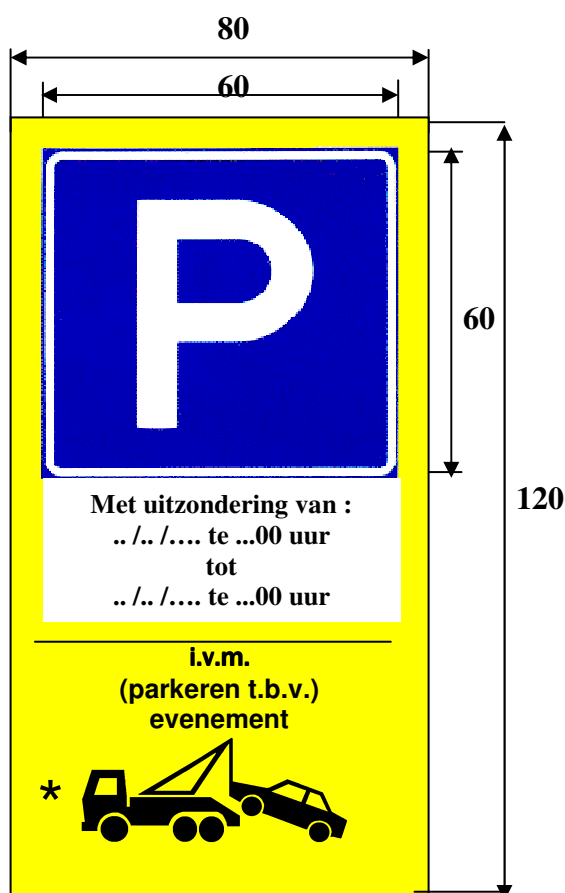 80
60
P
60
120
Met uitzondering van :
.. /.. /…. te ...00 uur
tot
.. /.. /…. te ...00 uur
i.v.m.
(parkeren t.b.v.)
evenement
*